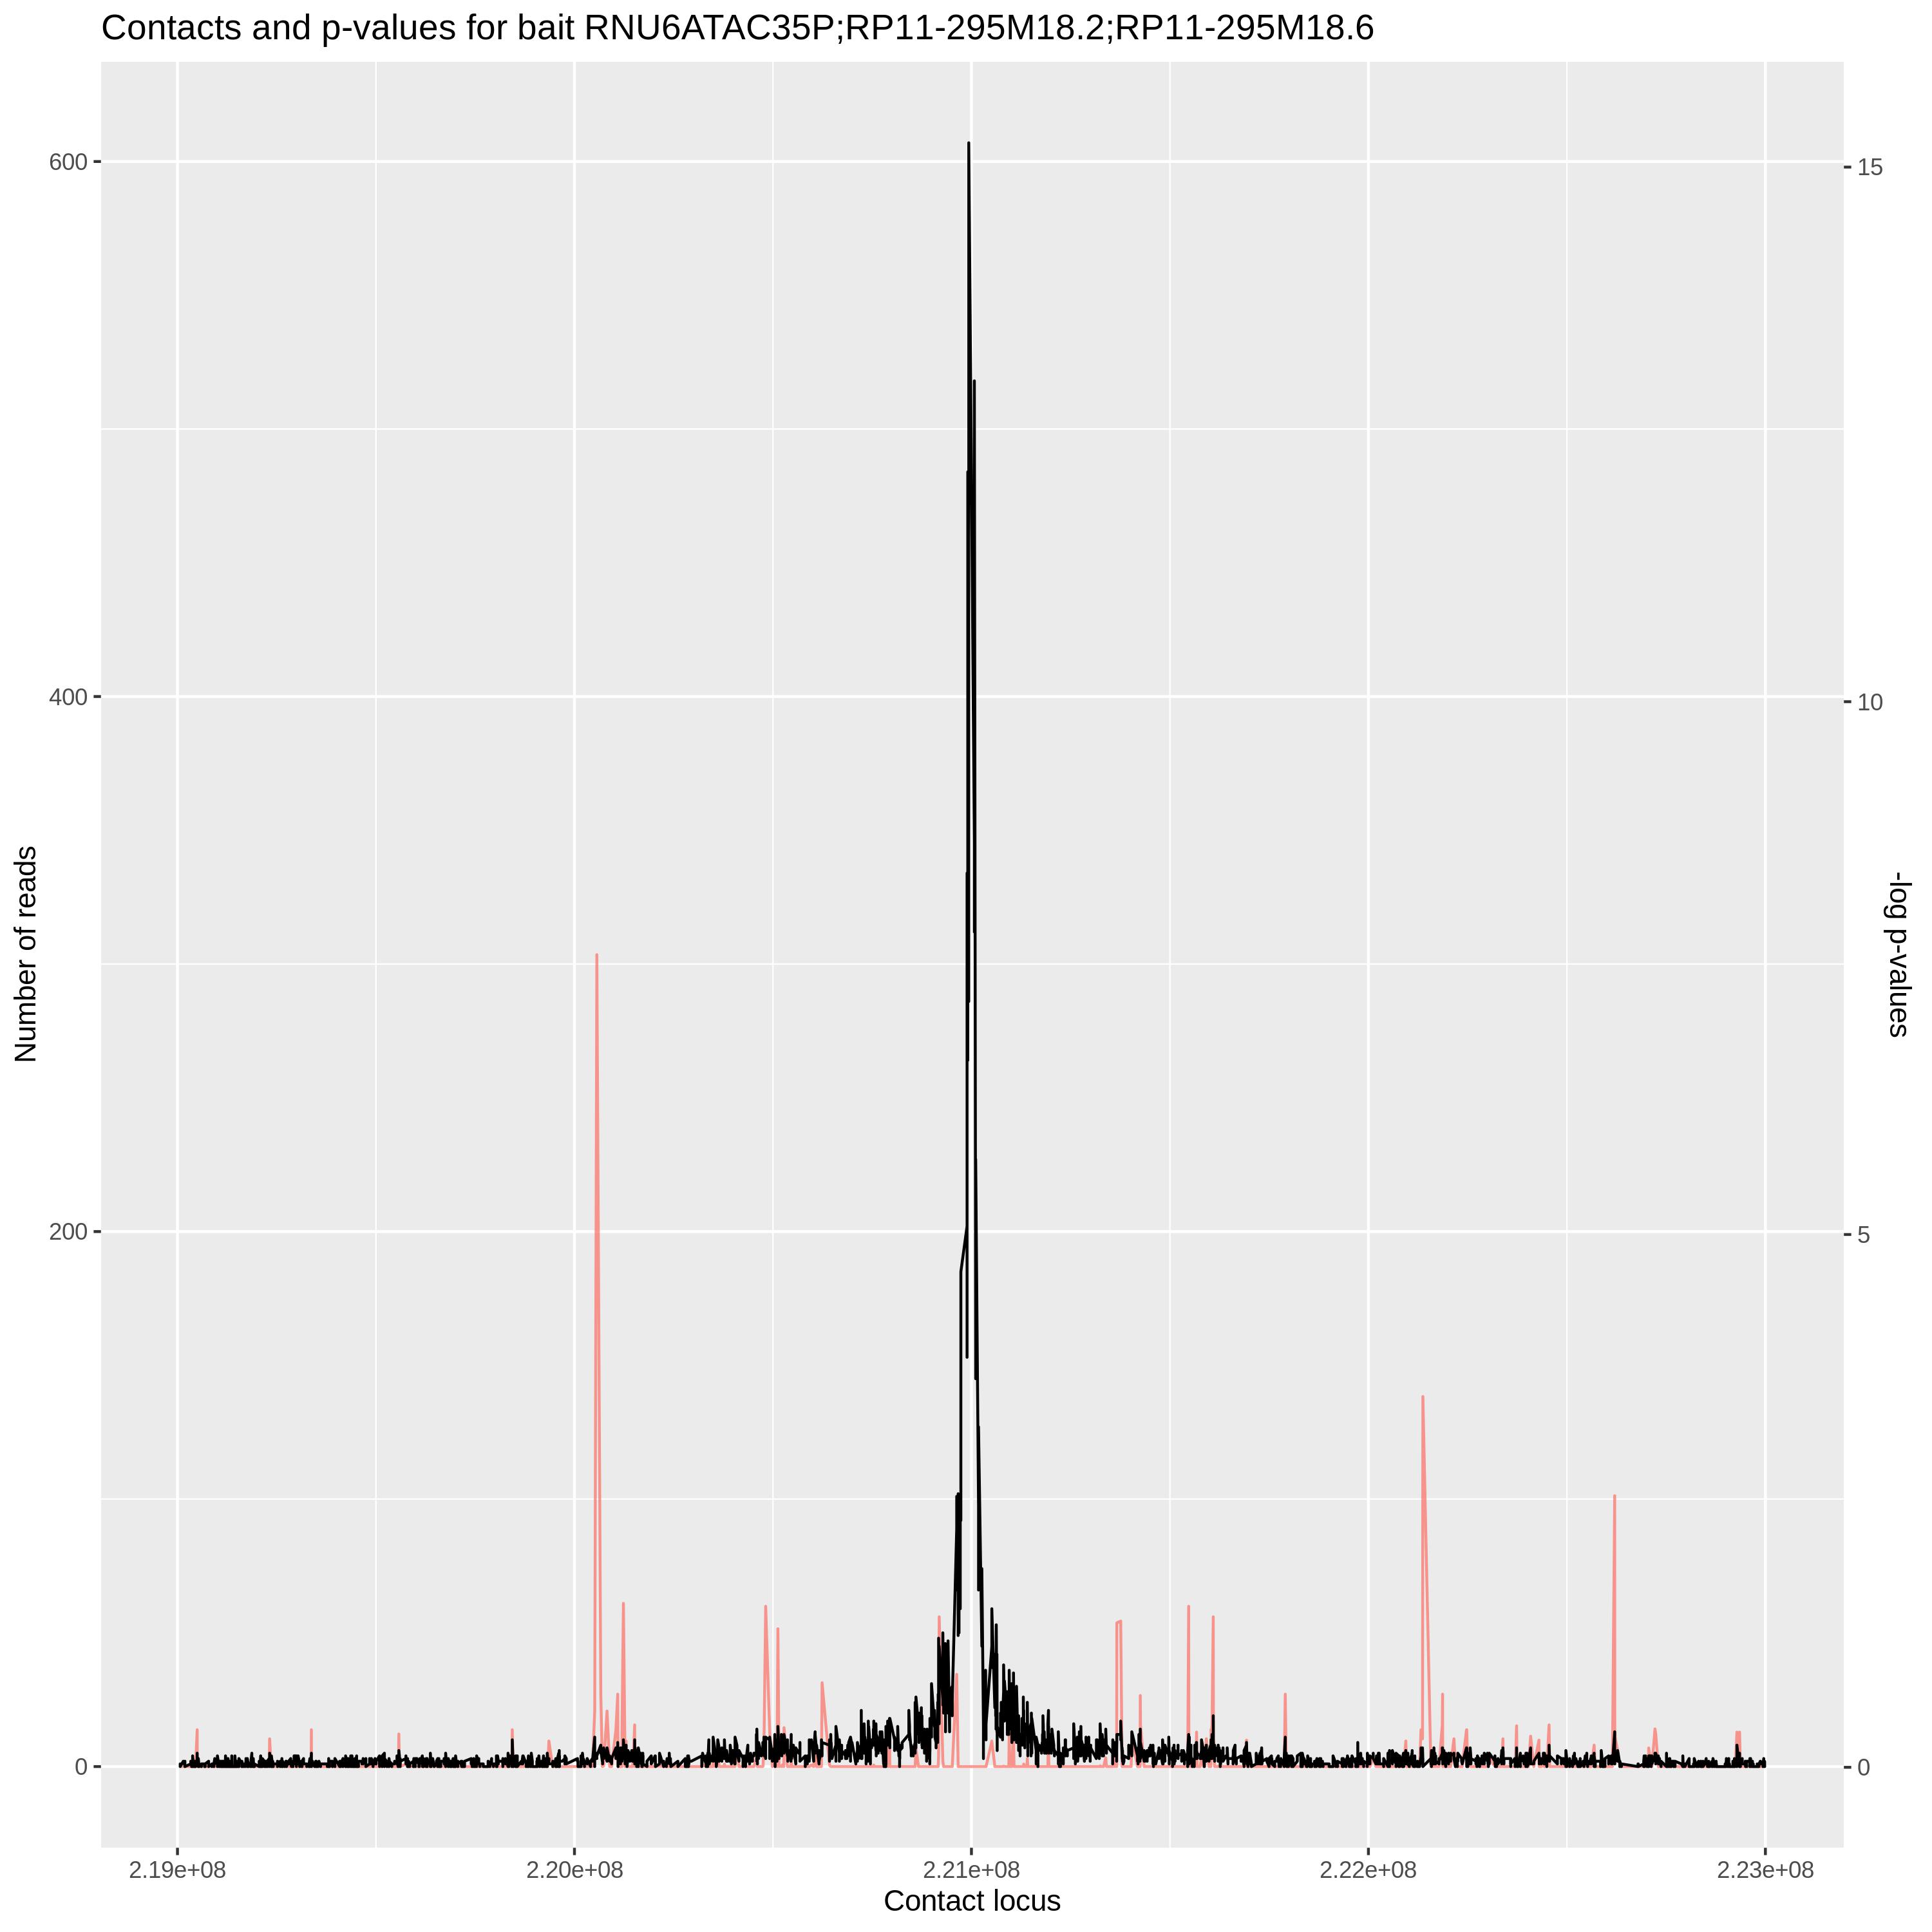 Contacts and p-values for bait RNU6ATAC35P;RP11-295M18.2;RP11-295M18.6
600
400
200
0
Number of reads
15
10
5
0
-log p-values
2.19e+08
2.20e+08
2.21e+08
2.22e+08
2.23e+08
Contact locus